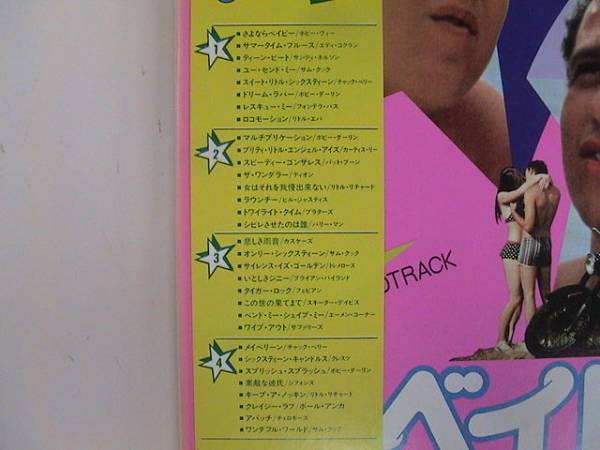 1
■さよならベイビー/ボビー・ヴィー
■サマータイム・ブルース/エディ・コクラン
■ティーン・ビート/サンディ・ネルソン
■ユー・センド・ミー/サム・クック
■スイート・リトル・シックスティーン/チャック・ベリー
■ドリーム・ラバー/ボビー・ダーリン
■レスキュー・ミー/フォンテラ・バス
■ロコモーション/リトル・エバ
2
■マルチプリケーション/ボビー・ダーリン
■プリティ・リトル・エンジェル・アイズ/カーティス・リー
■スピーディー・ゴンザレス/パット・ブーン
■ザ・ワンダラー/ディオン
■女はそれを我慢出来ない/リトル・リチャード
■ラウンチー/ビル・ジャスティス
■トワイライト・タイム/プラターズ
■シビレさせたのは誰/バリー・マン
3
■悲しき雨音/カスケーズ
■オンリー・シックスティーン/サム・クック
■サイレンス・イズ・ゴールデン/トレメローズ
■いとしきジニー/ブライアン・ハイランド
■タイガー・ロック/フェビアン
■この世の果てまで/スキーター・デイビス
■ベンド・ミー・シェイプ・ミー/エーメン・コーナー
■ワイプ・アウト/サファリーズ
4
■メイベリーン/チャック・ベリー
■シックスティーン・キャンドルス/クレスツ
■スプリッシュ・スプラッシュ/ボビー・ダーリン
■素敵な彼氏/シフォンズ
■キープ・ア・ノッキン/リトル・リチャード
■クレイジー・ラブ/ポール・アンカ
■アパッチ/チェロキーズ
■ワンダフル・ワールド/サム・クック
DTRACK
ベイビ